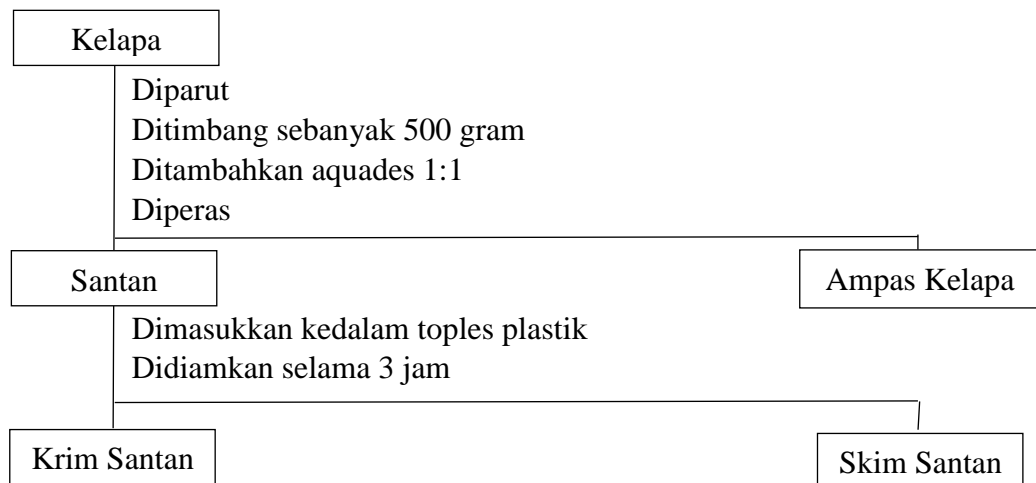 Kelapa
Diparut
Ditimbang sebanyak 500 gram
Ditambahkan aquades 1:1
Diperas
Santan
Ampas Kelapa
Dimasukkan kedalam toples plastik
Didiamkan selama 3 jam
Krim Santan
Skim Santan